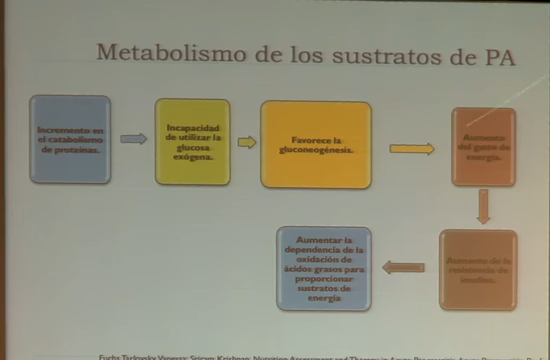 Metabolismo de los sustratos de PA
Incremento en
el catabolismo
de proteínas.
Incapacidad
de utilizar la
glucosa
exógena.
Favorece la
gluconeogénesis.
Aumento
del gasto de
energía.
Aumento de la
resistencia de
insulina.
Aumentar la
dependencia de la
oxidación de
ácidos grasos para
proporcionar
sustratos de
energía